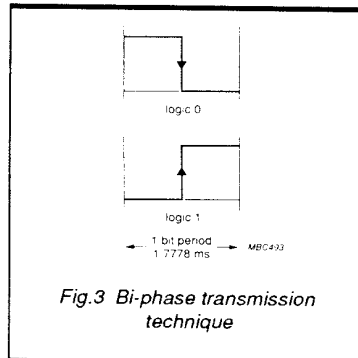 logic 0
logic 1
1 bit period
1.7778 ms
MBC493
Fig.3 Bi-phase transmission
technique